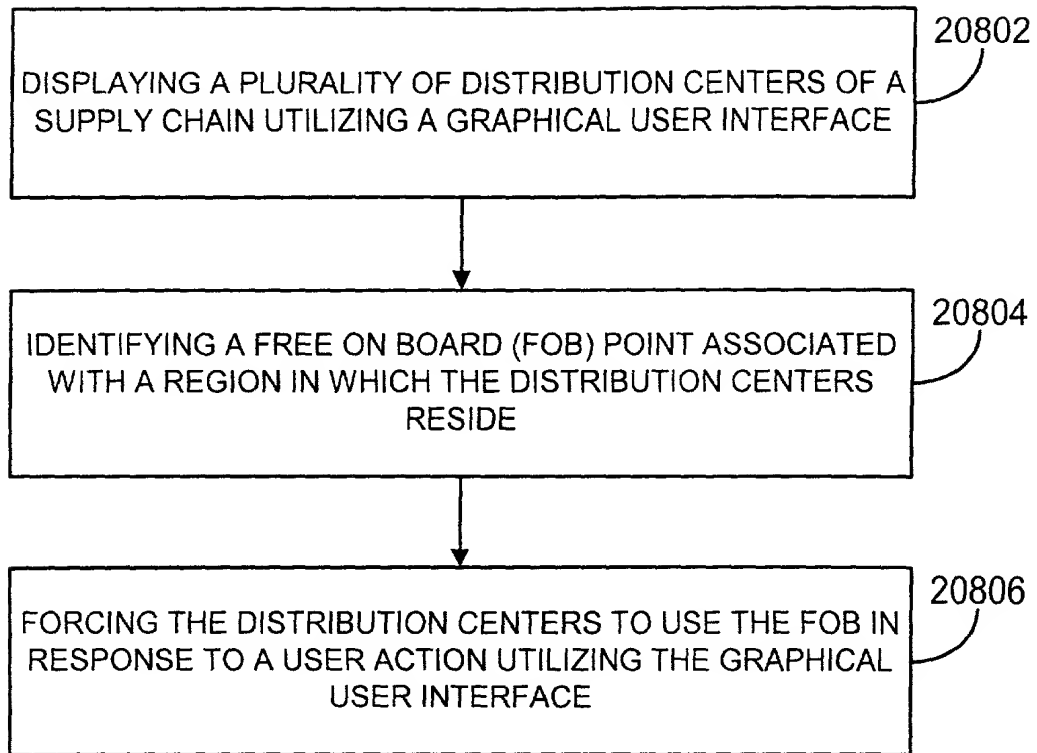 20802
DISPLAYING A PLURALITY OF DISTRIBUTION CENTERS OF A
SUPPLY CHAIN UTILIZING A GRAPHICAL USER INTERFACE
20804
IDENTIFYING A FREE ON BOARD (FOB) POINT ASSOCIATED
WITH A REGION IN WHICH THE DISTRIBUTION CENTERS
RESIDE
20806
FORCING THE DISTRIBUTION CENTERS TO USE THE FOB IN
RESPONSE TO A USER ACTION UTILIZING THE GRAPHICAL
USER INTERFACE